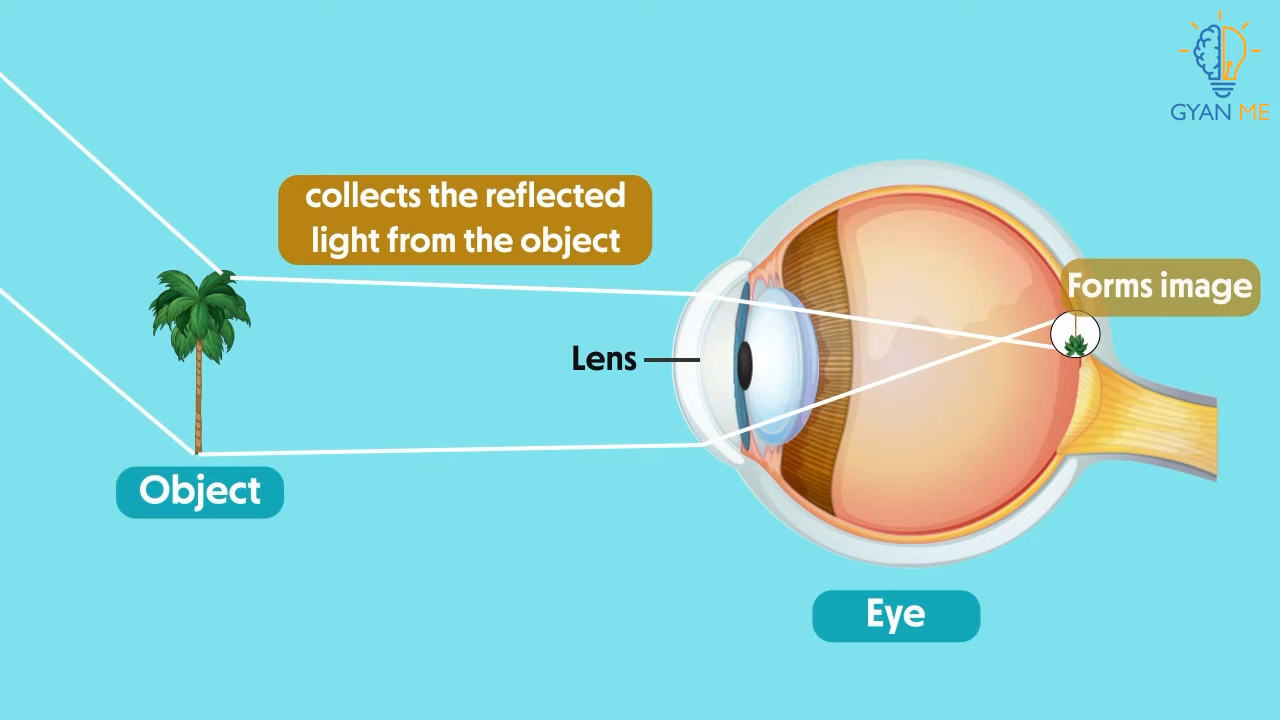 GYAN ME
collects the reflected
light from the object
Forms image
Lens
Object
Eye